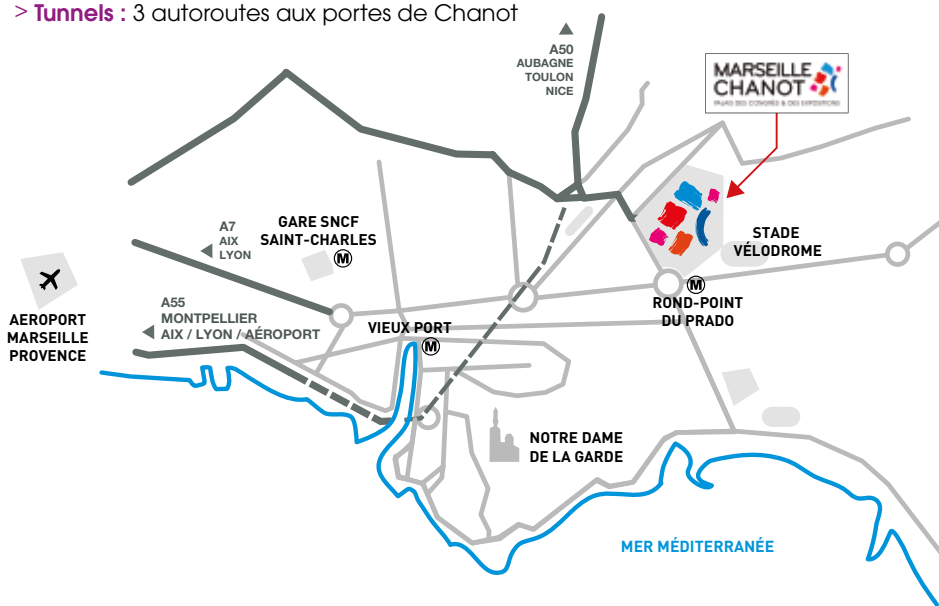 > Tunnels : 3 autoroutes aux portes de Chanot
A50
AUBAGNE
TOULON
NICE
MARSEILLE
CHANOT
PALAIS DES CONGRÈS & DES EXPOSITIONS
A7
AIX
LYON
GARE SNCF
SAINT-CHARLES
M
STADE
VÉLODROME
A55
MONTPELLIER
AIX / LYON / AÉROPORT
AEROPORT
MARSEILLE
PROVENCE
VIEUX PORT
M
M
ROND-POINT
DU PRADO
NOTRE DAME
DE LA GARDE
MER MÉDITERRANÉE